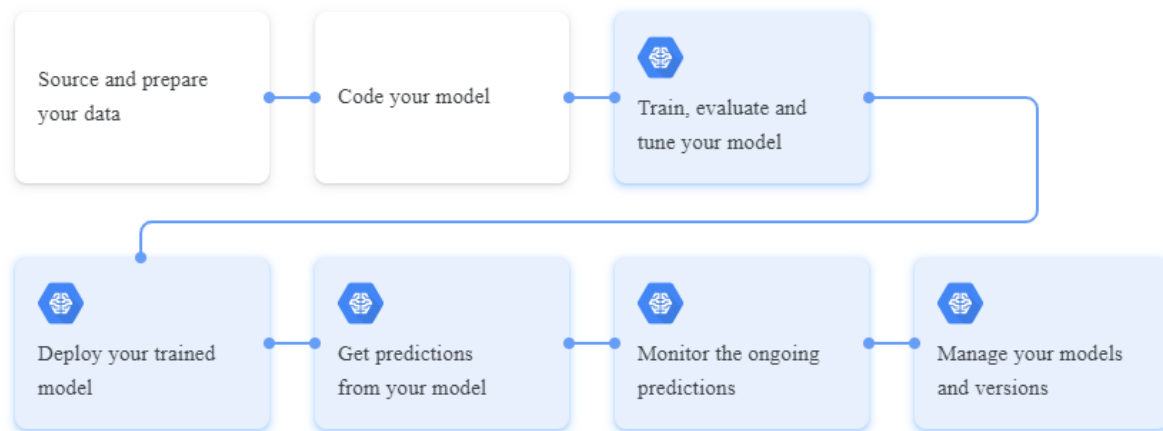 Source and prepare
your data
Code your model
Train, evaluate and
tune your model
Deploy your trained
model
Get predictions
from your model
Monitor the ongoing
predictions
Manage your models
and versions